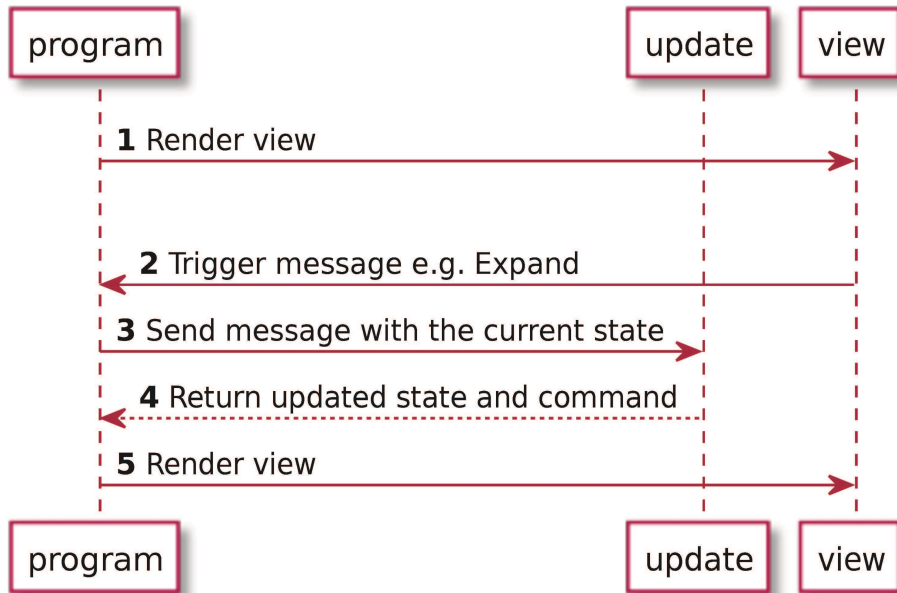 program update view
1 Render view
2 Trigger message e.g. Expand
3 Send message with the current state
4 Return updated state and command
5 Render view
program update view